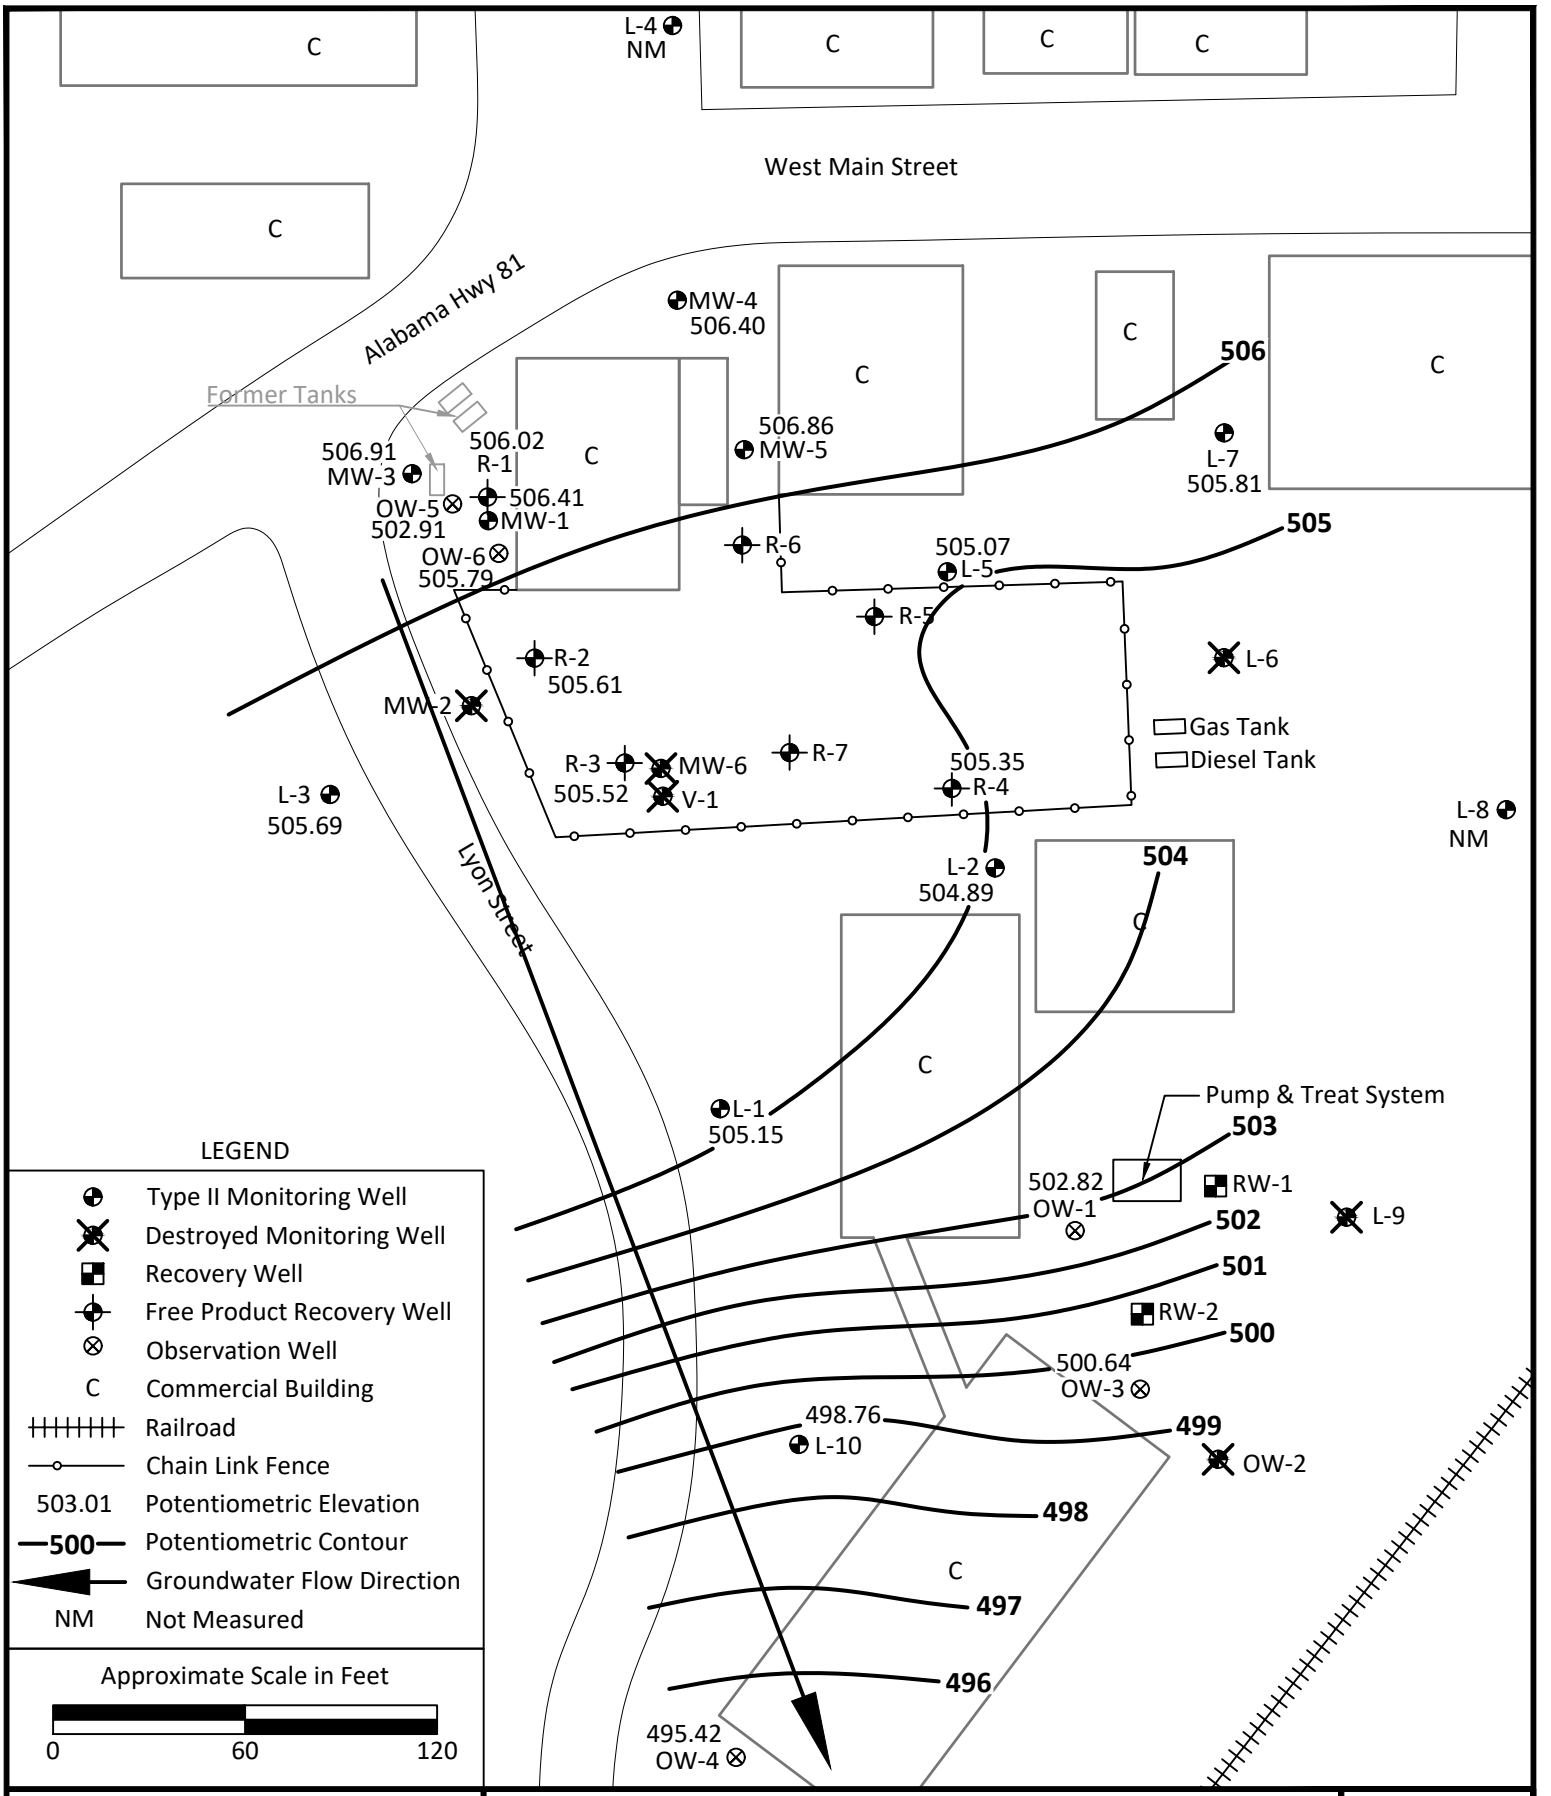 L-4
NM
C
C
C
C
West Main Street
C
Alabama Hwy 81
MW-4
506.40
C
C
C
506
Former Tanks
506.86
MW-5
506.02
R-1
C
506.91
MW-3
L-7
505.81
506.41
MW-1
OW-5
502.91
505
OW-6
505.79
R-6
505.07
L-5
R-5
R-2
505.61
L-6
MW-2
Gas Tank
Diesel Tank
R-3
505.52
MW-6
V-1
R-7
505.35
R-4
L-3
505.69
L-8
NM
Lyon Street
L-2
504.89
504
C
C
L-1
505.15
Pump & Treat System
503
502.82
OW-1
RW-1
L-9
502
501
RW-2
500
500.64
OW-3
498.76
L-10
499
OW-2
498
C
497
496
495.42
OW-4
LEGEND
Type II Monitoring Well
Destroyed Monitoring Well
Recovery Well
Free Product Recovery Well
Observation Well
C Commercial Building
Railroad
Chain Link Fence
503.01 Potentiometric Elevation
500 Potentiometric Contour
Groundwater Flow Direction
NM Not Measured
Approximate Scale in Feet
0 60 120